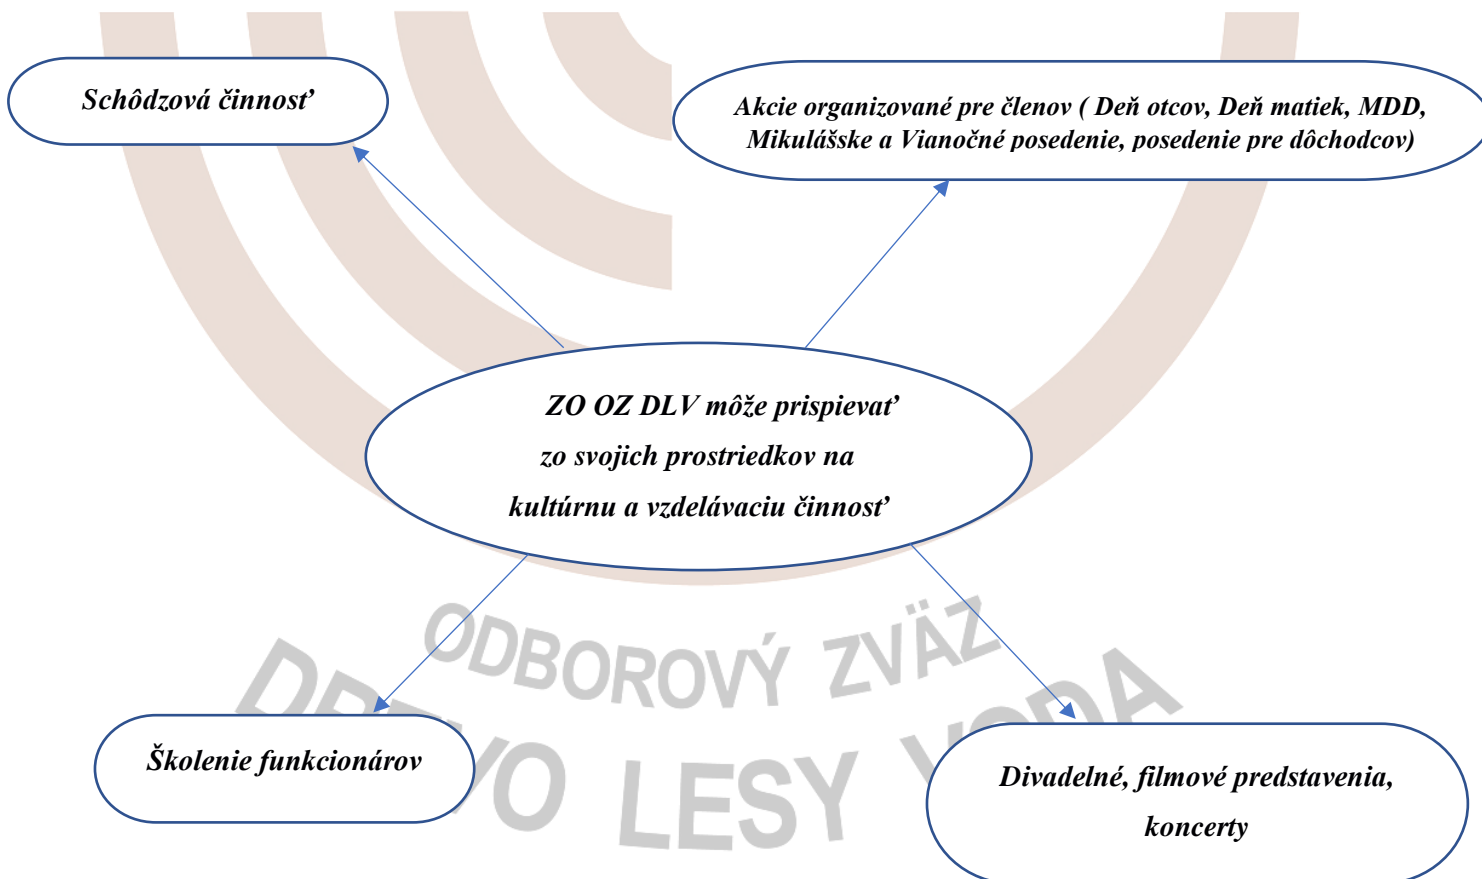 Schôdzová činnosť
Akcie organizované pre členov ( Deň otcov, Deň matiek, MDD,
Mikulášske a Vianočné posedenie, posedenie pre dôchodcov)
ZO OZ DLV môže prispievať
zo svojich prostriedkov na
kultúrnu a vzdelávaciu činnosť
ODBOROVÝ ZVÄZ
DREVO LESY VODA
Školenie funkcionárov
Divadelné, filmové predstavenia,
koncerty